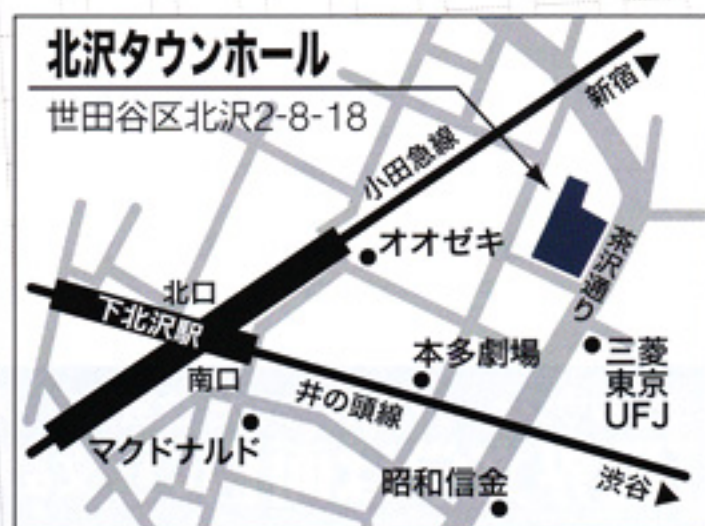 北沢タウンホール
世田谷区北沢2-8-18
新宿▶
小田急線
オオゼキ
茶沢通り
北口
下北沢駅
南口
本多劇場
三菱
東京
UFJ
井の頭線
マクドナルド
昭和信金
渋谷▶